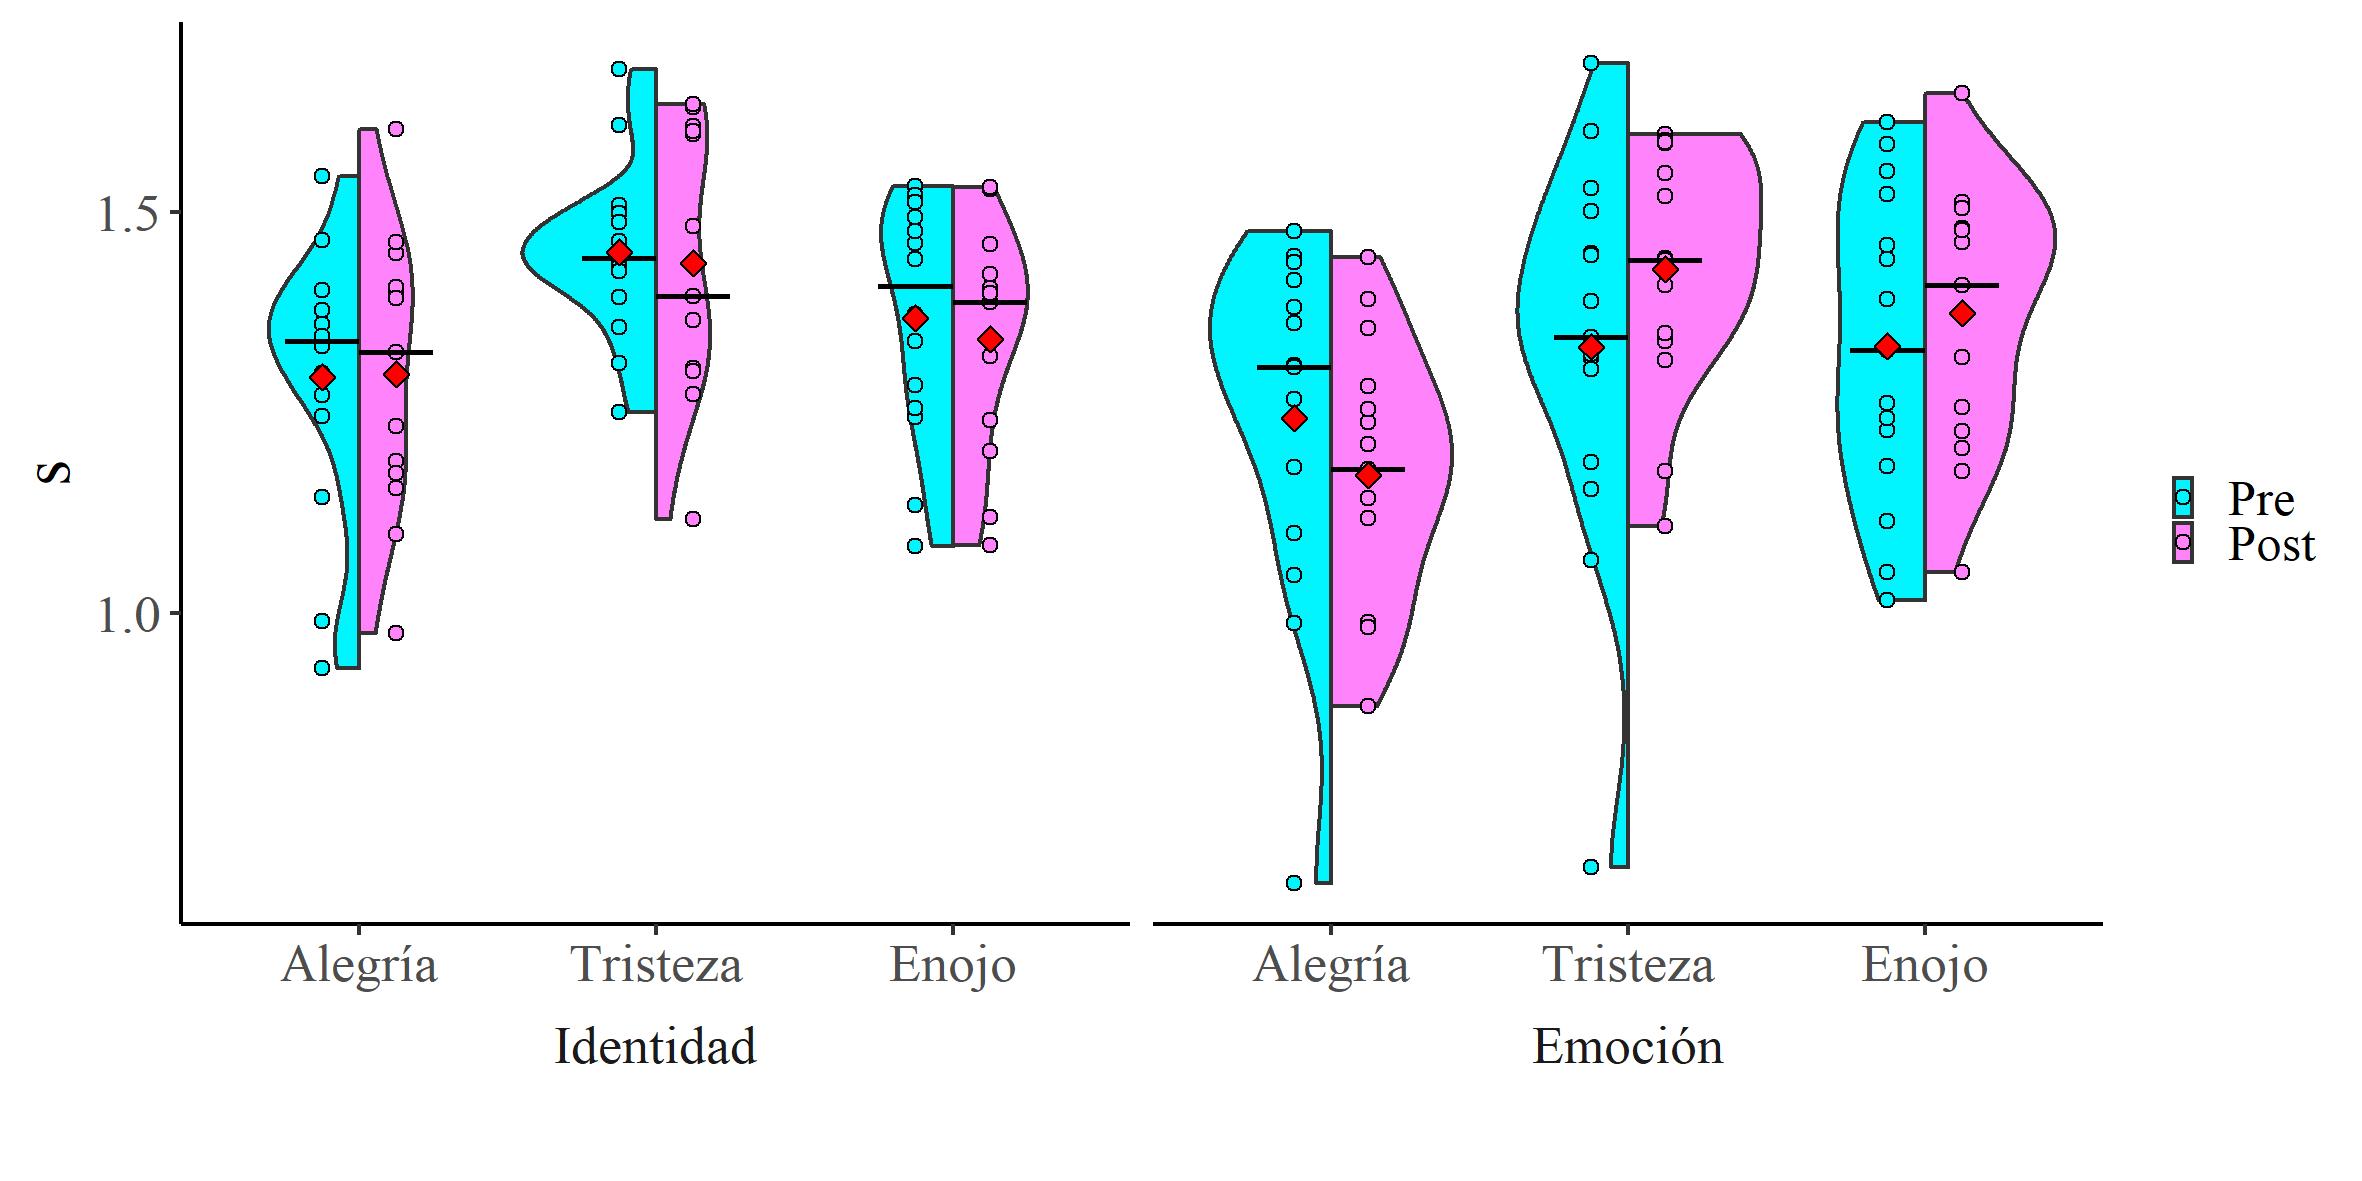 s
1.5
1.0
Alegría Tristeza Enojo Alegría Tristeza Enojo
Identidad Emoción
Pre
Post